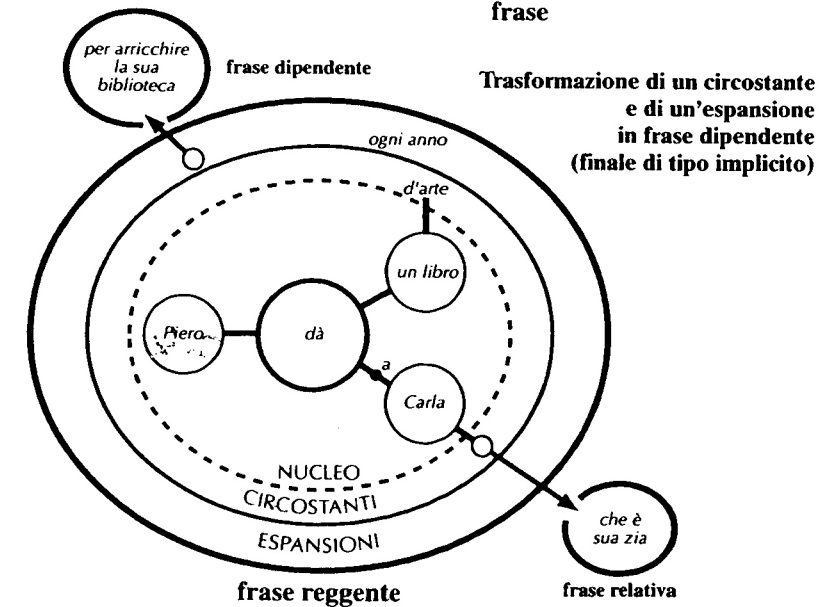 frase
per arricchire
la sua
biblioteca
frase dipendente
Trasformazione di un circostante
e di un'espansione
in frase dipendente
(finale di tipo implicito)
ogni anno
d'arte
un libro
Piero
dà
a
Carla
NUCLEO
CIRCOSTANTI
ESPANSIONI
che è
sua zia
frase reggente
frase relativa